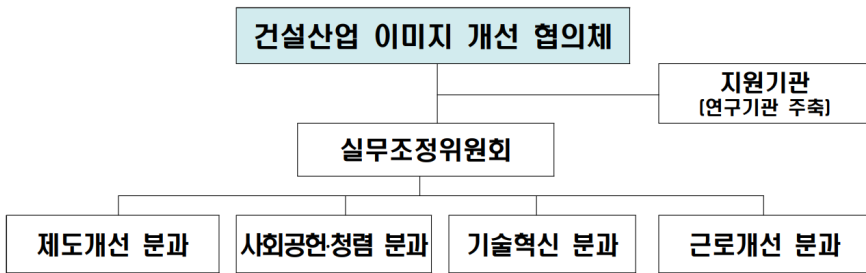 건설산업 이미지 개선 협의체
지원기관
(연구기관 주축)
실무조정위원회
제도개선 분과
사회공헌·청렴 분과
기술혁신 분과
근로개선 분과